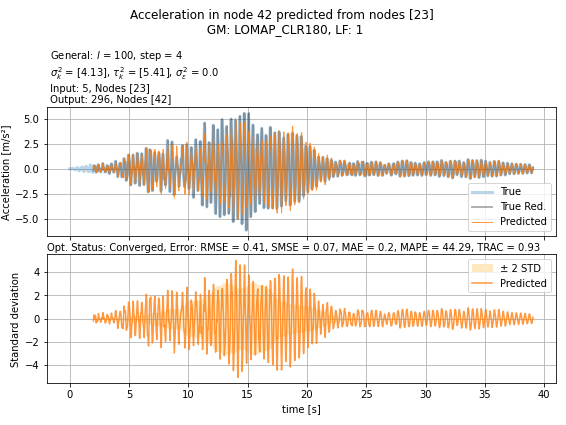 Acceleration in node 42 predicted from nodes [23]
GM: LOMAP_CLR180, LF: 1
General: l = 100, step = 4
σ²ₖ = [4.13], τ²ₖ = [5.41], σ²ε = 0.0
Input: 5, Nodes [23]
Output: 296, Nodes [42]
Acceleration [m/s²]
5.0
2.5
0.0
−2.5
−5.0
True
True Red.
Predicted
Opt. Status: Converged, Error: RMSE = 0.41, SMSE = 0.07, MAE = 0.2, MAPE = 44.29, TRAC = 0.93
Standard deviation
4
2
0
−2
−4
± 2 STD
Predicted
0 5 10 15 20 25 30 35 40
time [s]